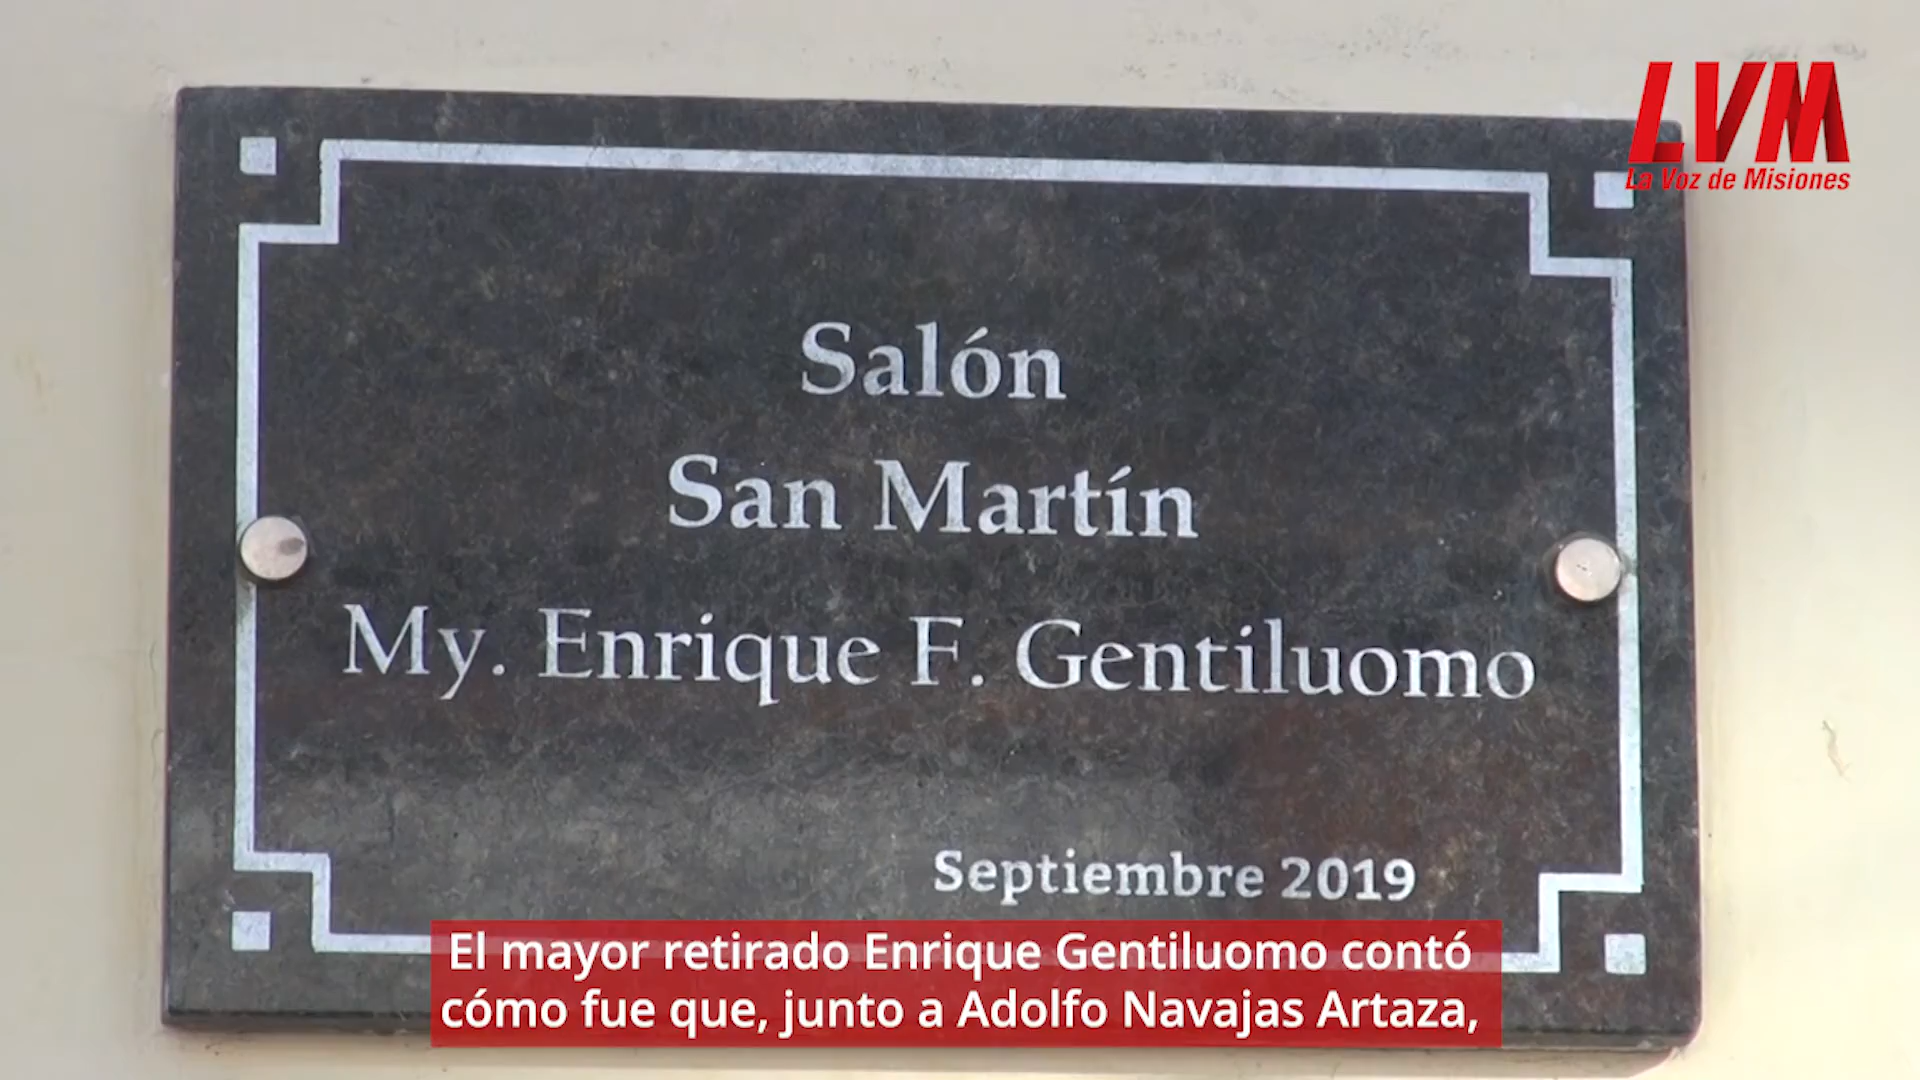 LVM
La Voz de Misiones
Salón
San Martín
My. Enrique F. Gentiluomo
Septiembre 2019
El mayor retirado Enrique Gentiluomo contó
cómo fue que, junto a Adolfo Navajas Artaza,